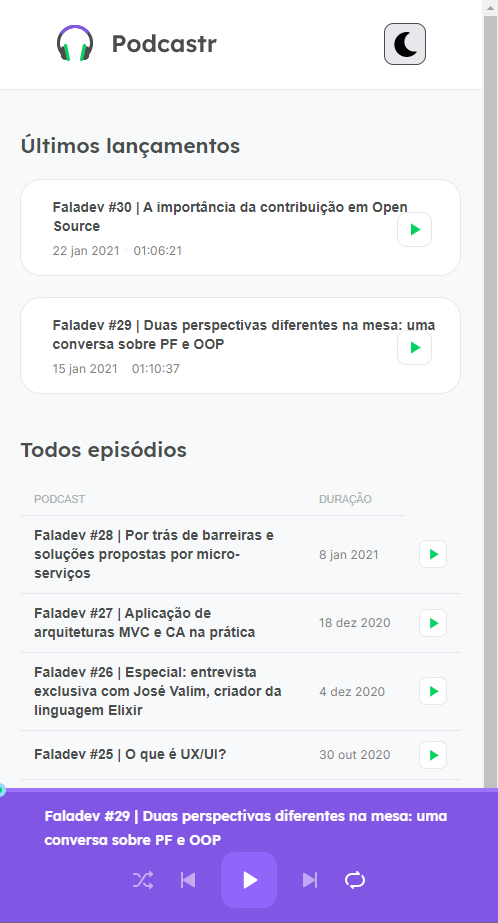 Podcastr
Últimos lançamentos
Faladev #30 | A importância da contribuição em Open
Source
22 jan 2021 01:06:21
Faladev #29 | Duas perspectivas diferentes na mesa: uma
conversa sobre PF e OOP
15 jan 2021 01:10:37
Todos episódios
PODCAST DURAÇÃO
Faladev #28 | Por trás de barreiras e
soluções propostas por micro-
serviços
8 jan 2021
Faladev #27 | Aplicação de
arquiteturas MVC e CA na prática
18 dez 2020
Faladev #26 | Especial: entrevista
exclusiva com José Valim, criador da
linguagem Elixir
4 dez 2020
Faladev #25 | O que é UX/UI?
30 out 2020
Faladev #29 | Duas perspectivas diferentes na mesa: uma
conversa sobre PF e OOP